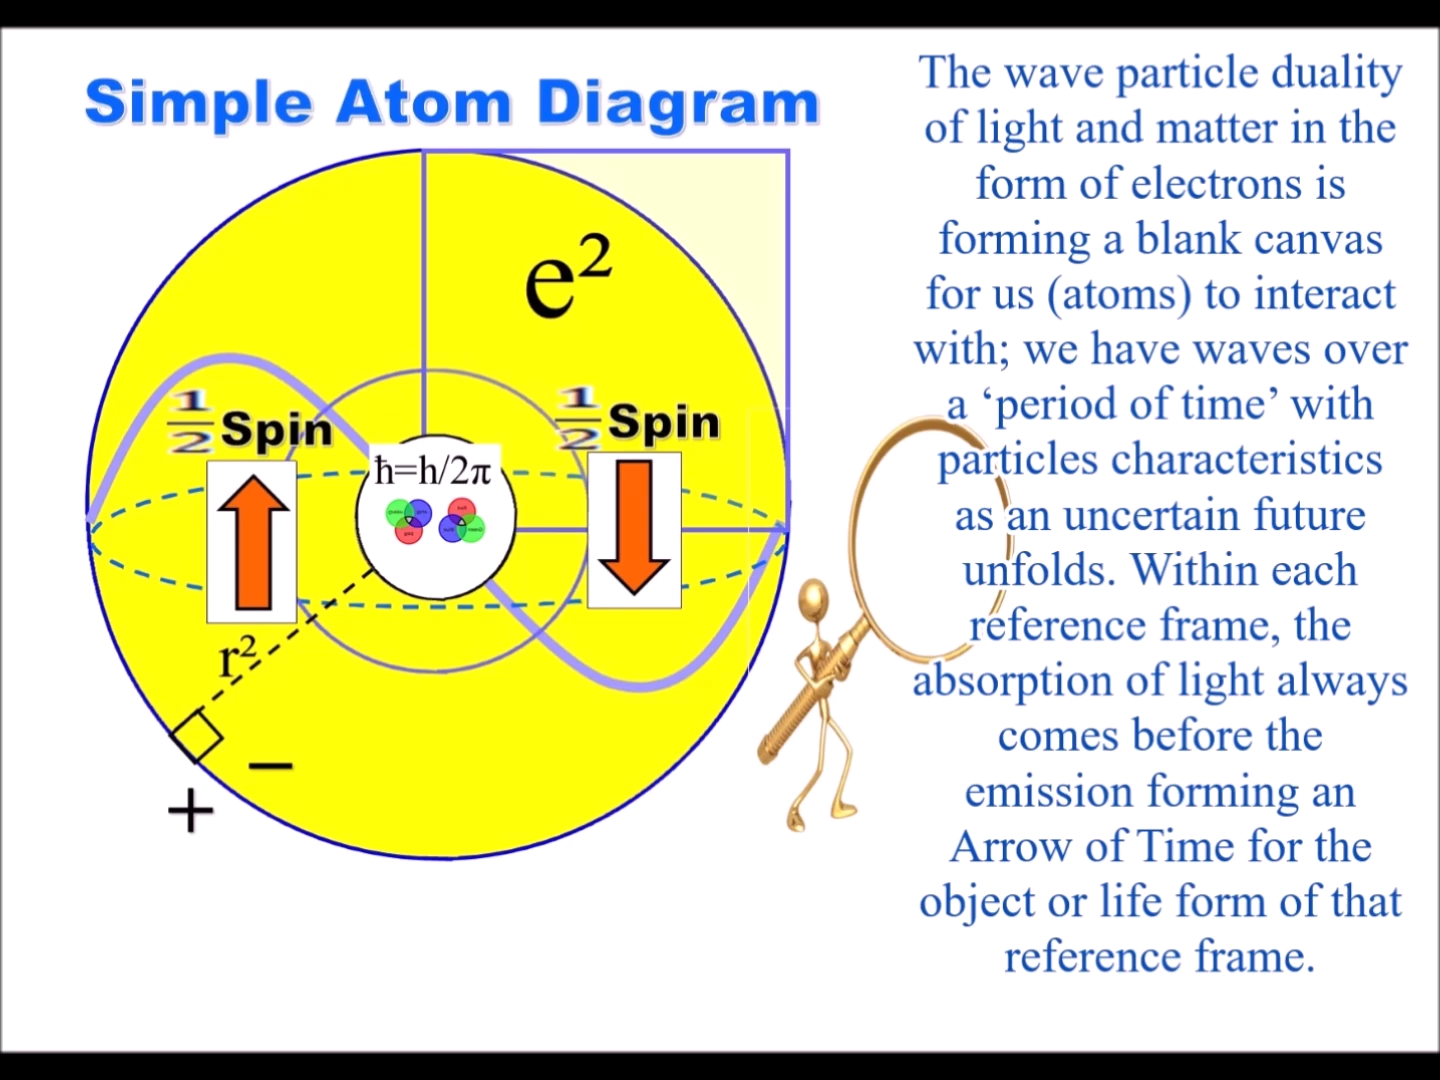 Simple Atom Diagram
e²
½ Spin
½ Spin
ħ=h/2π
r²
−
+
The wave particle duality
of light and matter in the
form of electrons is
forming a blank canvas
for us (atoms) to interact
with; we have waves over
a ‘period of time’ with
particles characteristics
as an uncertain future
unfolds. Within each
reference frame, the
absorption of light always
comes before the
emission forming an
Arrow of Time for the
object or life form of that
reference frame.